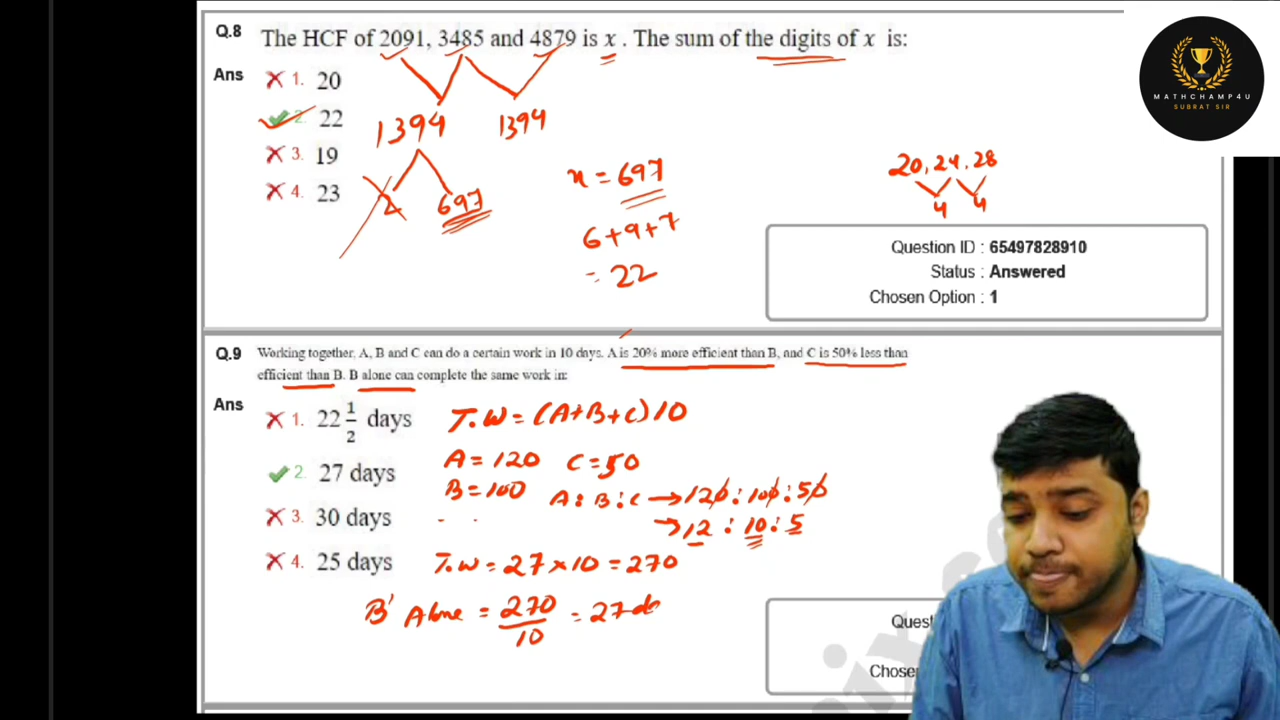 Q.8 The HCF of 2091, 3485 and 4879 is x . The sum of the digits of x is:
Ans
1. 20
2. 22
3. 19
4. 23
1394 1394
2 697
x = 697
6+9+7
= 22
20, 24, 28
4 4
MATHCHAMP4U
SUBRAT SIR
Question ID : 65497828910
Status : Answered
Chosen Option : 1
Q.9 Working together, A, B and C can do a certain work in 10 days. A is 20% more efficient than B, and C is 50% less than
efficient than B. B alone can complete the same work in:
Ans
1. 22 1/2 days
2. 27 days
3. 30 days
4. 25 days
T.W = (A+B+C) 10
A = 120 C = 50
B = 100 A : B : C → 120 : 100 : 50
→ 12 : 10 : 5
T.W = 27 × 10 = 270
B' Alone = 270/10 = 27 da
Ques
Chose